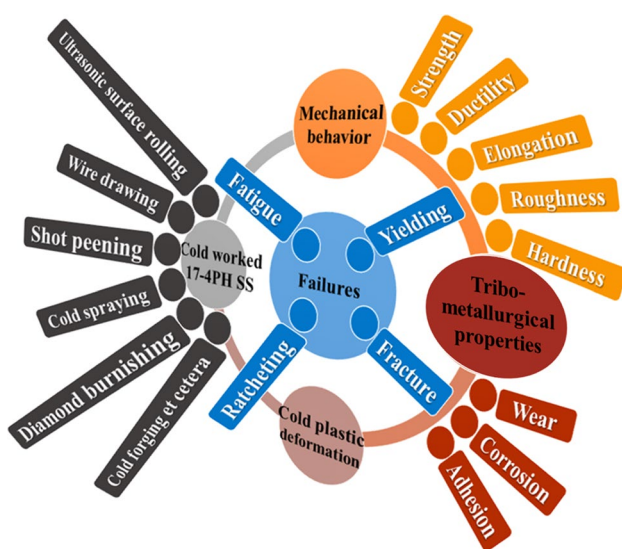 Ultrasonic surface rolling
Wire drawing
Shot peening
Cold spraying
Diamond burnishing
Cold forging et cetera
Cold worked
17-4PH SS
Mechanical
behavior
Strength
Ductility
Elongation
Roughness
Hardness
Fatigue
Yielding
Failures
Ratcheting
Fracture
Tribo-
metallurgical
properties
Wear
Corrosion
Adhesion
Cold plastic
deformation